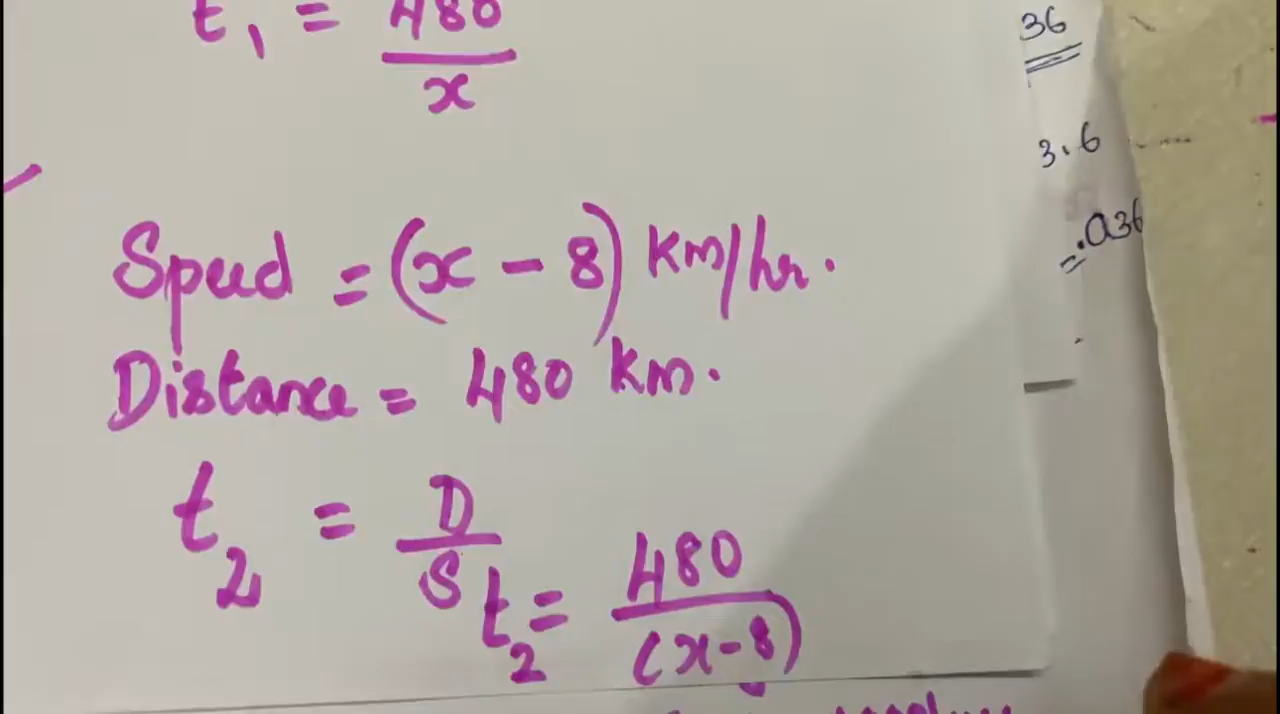 t₁ = 480/x
36
3.6
.036
Speed = (x - 8) km/hr.
Distance = 480 km.
t₂ = D/S
t₂ = 480/(x-8)